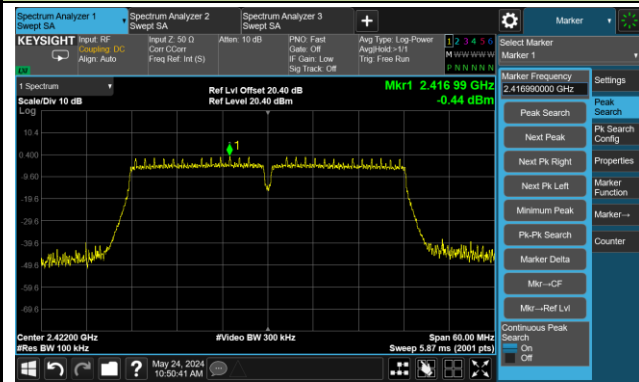 Spectrum Analyzer 1
Swept SA
Spectrum Analyzer 2
Swept SA
Spectrum Analyzer 3
Swept SA
+
Marker
KEYSIGHT
Input: RF
Coupling: DC
Align: Auto
Input Z: 50 Ω
Corr CCorr
Freq Ref: Int (S)
Atten: 10 dB
PNO: Fast
Gate: Off
IF Gain: Low
Sig Track: Off
Avg Type: Log-Power
Avg|Hold:>1/1
Trig: Free Run
1 2 3 4 5 6
M W W W W W
P N N N N N
LXI
Select Marker
Marker 1
1 Spectrum
Scale/Div 10 dB
Log
Ref Lvl Offset 20.40 dB
Ref Level 20.40 dBm
Mkr1 2.416 99 GHz
-0.44 dBm
Marker Frequency
2.416990000 GHz
Peak Search
Next Peak
Next Pk Right
Next Pk Left
Minimum Peak
Pk-Pk Search
Marker Delta
Mkr→CF
Mkr→Ref Lvl
Continuous Peak
Search
On
Off
Settings
Peak
Search
Pk Search
Config
Properties
Marker
Function
Marker→
Counter
10.4
0.400
-9.60
-19.6
-29.6
-39.6
-49.6
-59.6
-69.6
1
Center 2.42200 GHz
#Res BW 100 kHz
#Video BW 300 kHz
Span 60.00 MHz
Sweep 5.87 ms (2001 pts)
?
May 24, 2024
10:50:41 AM